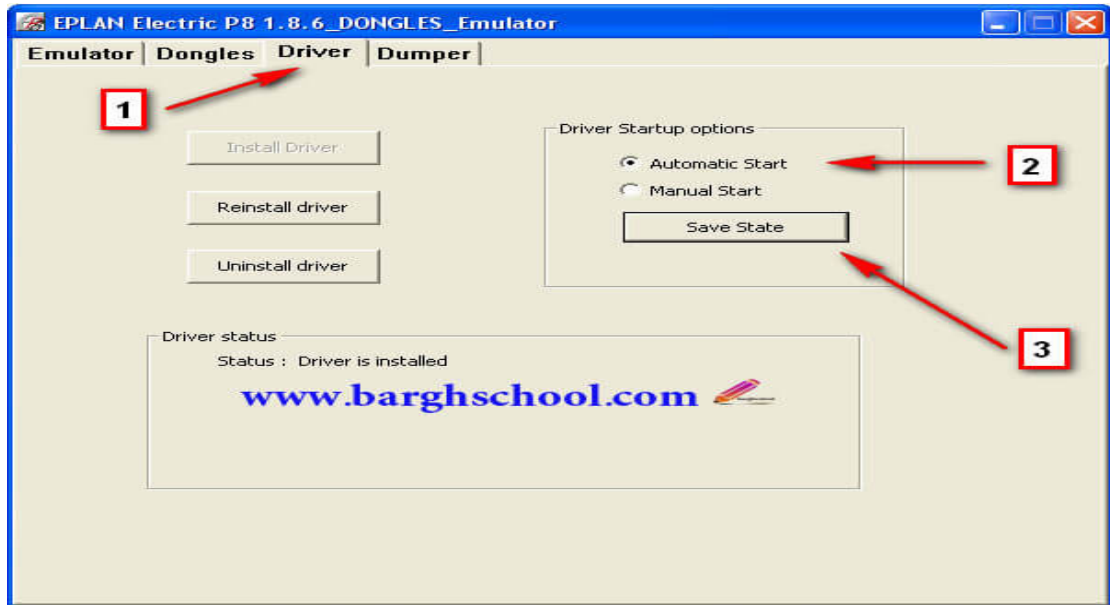 EPLAN Electric P8 1.8.6_DONGLES_Emulator
Emulator Dongles Driver Dumper
1
Install Driver
Reinstall driver
Uninstall driver
Driver Startup options
Automatic Start
Manual Start
Save State
2
3
Driver status
Status : Driver is installed
www.barghschool.com